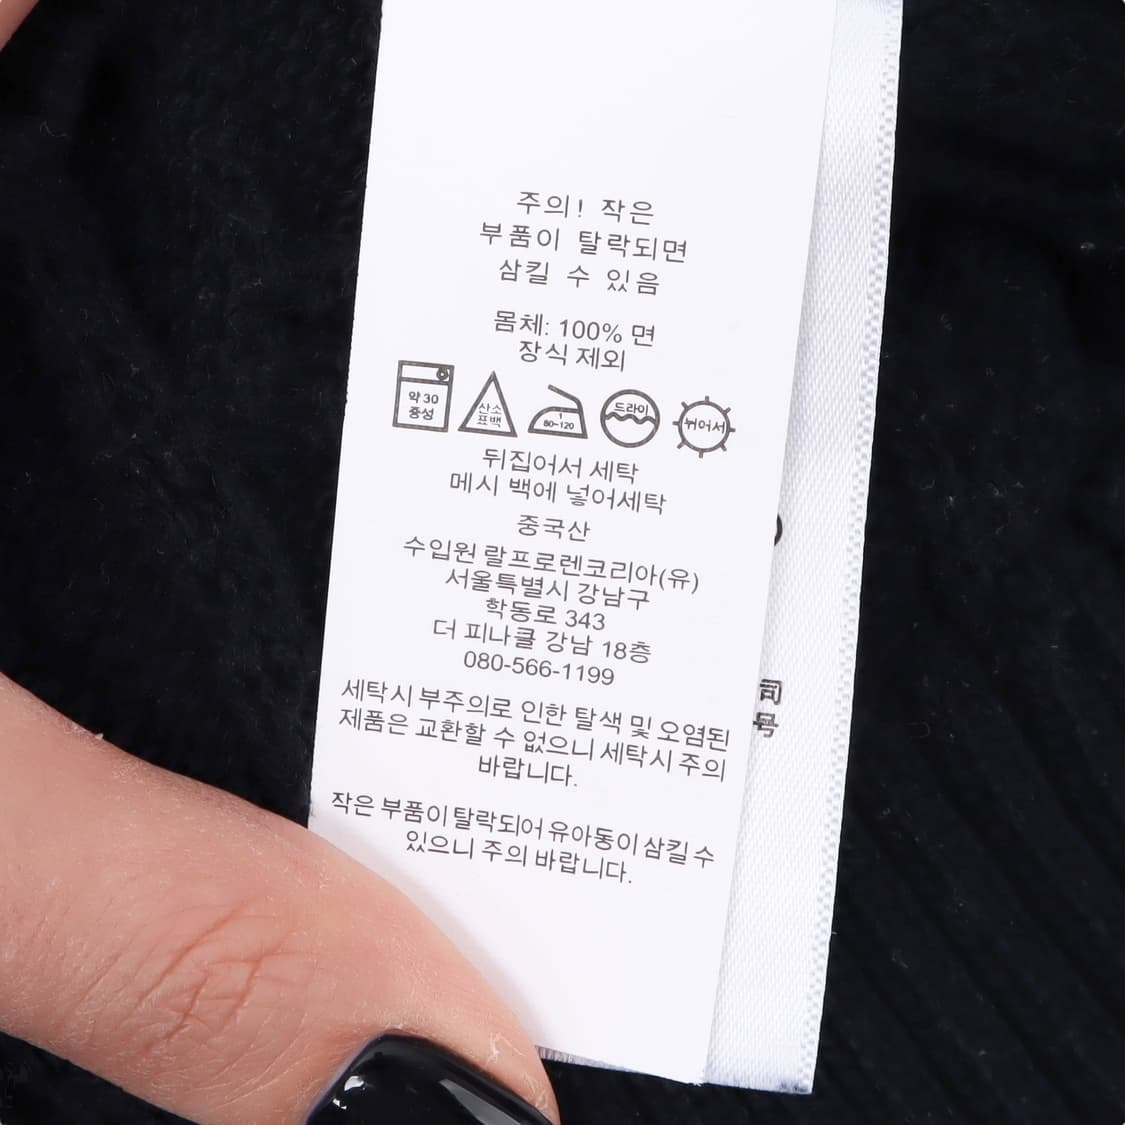 주의! 작은
부품이 탈락되면
삼킬 수 있음
몸체: 100% 면
장식 제외
약 30
중성
산소
표백
1
80~120
드라이
뉘어서
뒤집어서 세탁
메시 백에 넣어세탁
중국산
수입원 랄프로렌코리아(유)
서울특별시 강남구
학동로 343
더 피나클 강남 18층
080-566-1199
세탁시 부주의로 인한 탈색 및 오염된
제품은 교환할 수 없으니 세탁시 주의
바랍니다.
작은 부품이 탈락되어 유아동이 삼킬 수
있으니 주의 바랍니다.
司
号